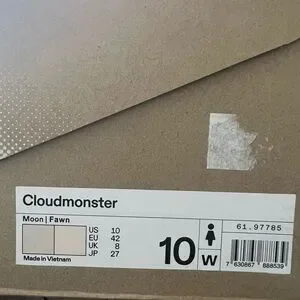 Cloudmonster
Moon | Fawn
US 10
EU 42
UK 8
JP 27
Made in Vietnam
10
W
61.97785
7 630867 888539